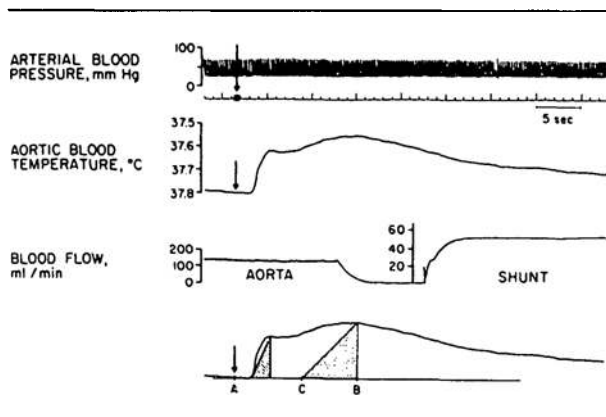 ARTERIAL BLOOD
PRESSURE, mm Hg
100
0
5 sec
AORTIC BLOOD
TEMPERATURE, °C
37.5
37.6
37.7
37.8
BLOOD FLOW,
ml/min
200
100
0
AORTA
60
40
20
SHUNT
A
C
B